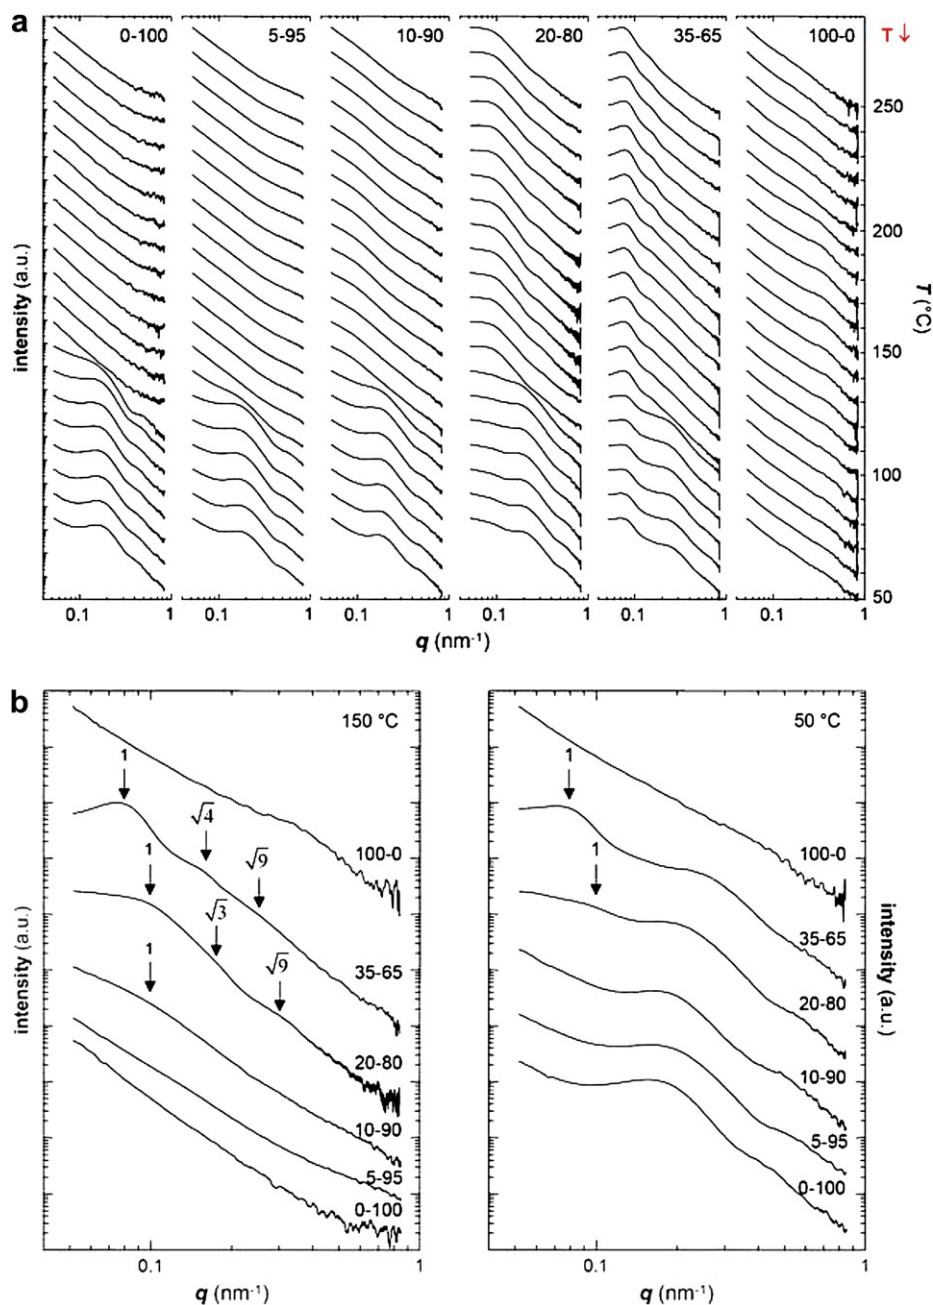 a
0-100 5-95 10-90 20-80 35-65 100-0 T ↓
intensity (a.u.)
250
200
150
100
50
T (°C)
0.1 1 0.1 1 0.1 1 0.1 1 0.1 1 0.1 1
q (nm⁻¹)
b
150 °C
1
√4
1
√9
√3
1
√9
100-0
35-65
20-80
10-90
5-95
0-100
intensity (a.u.)
0.1 1
q (nm⁻¹)
50 °C
1
1
100-0
35-65
20-80
10-90
5-95
0-100
intensity (a.u.)
0.1 1
q (nm⁻¹)